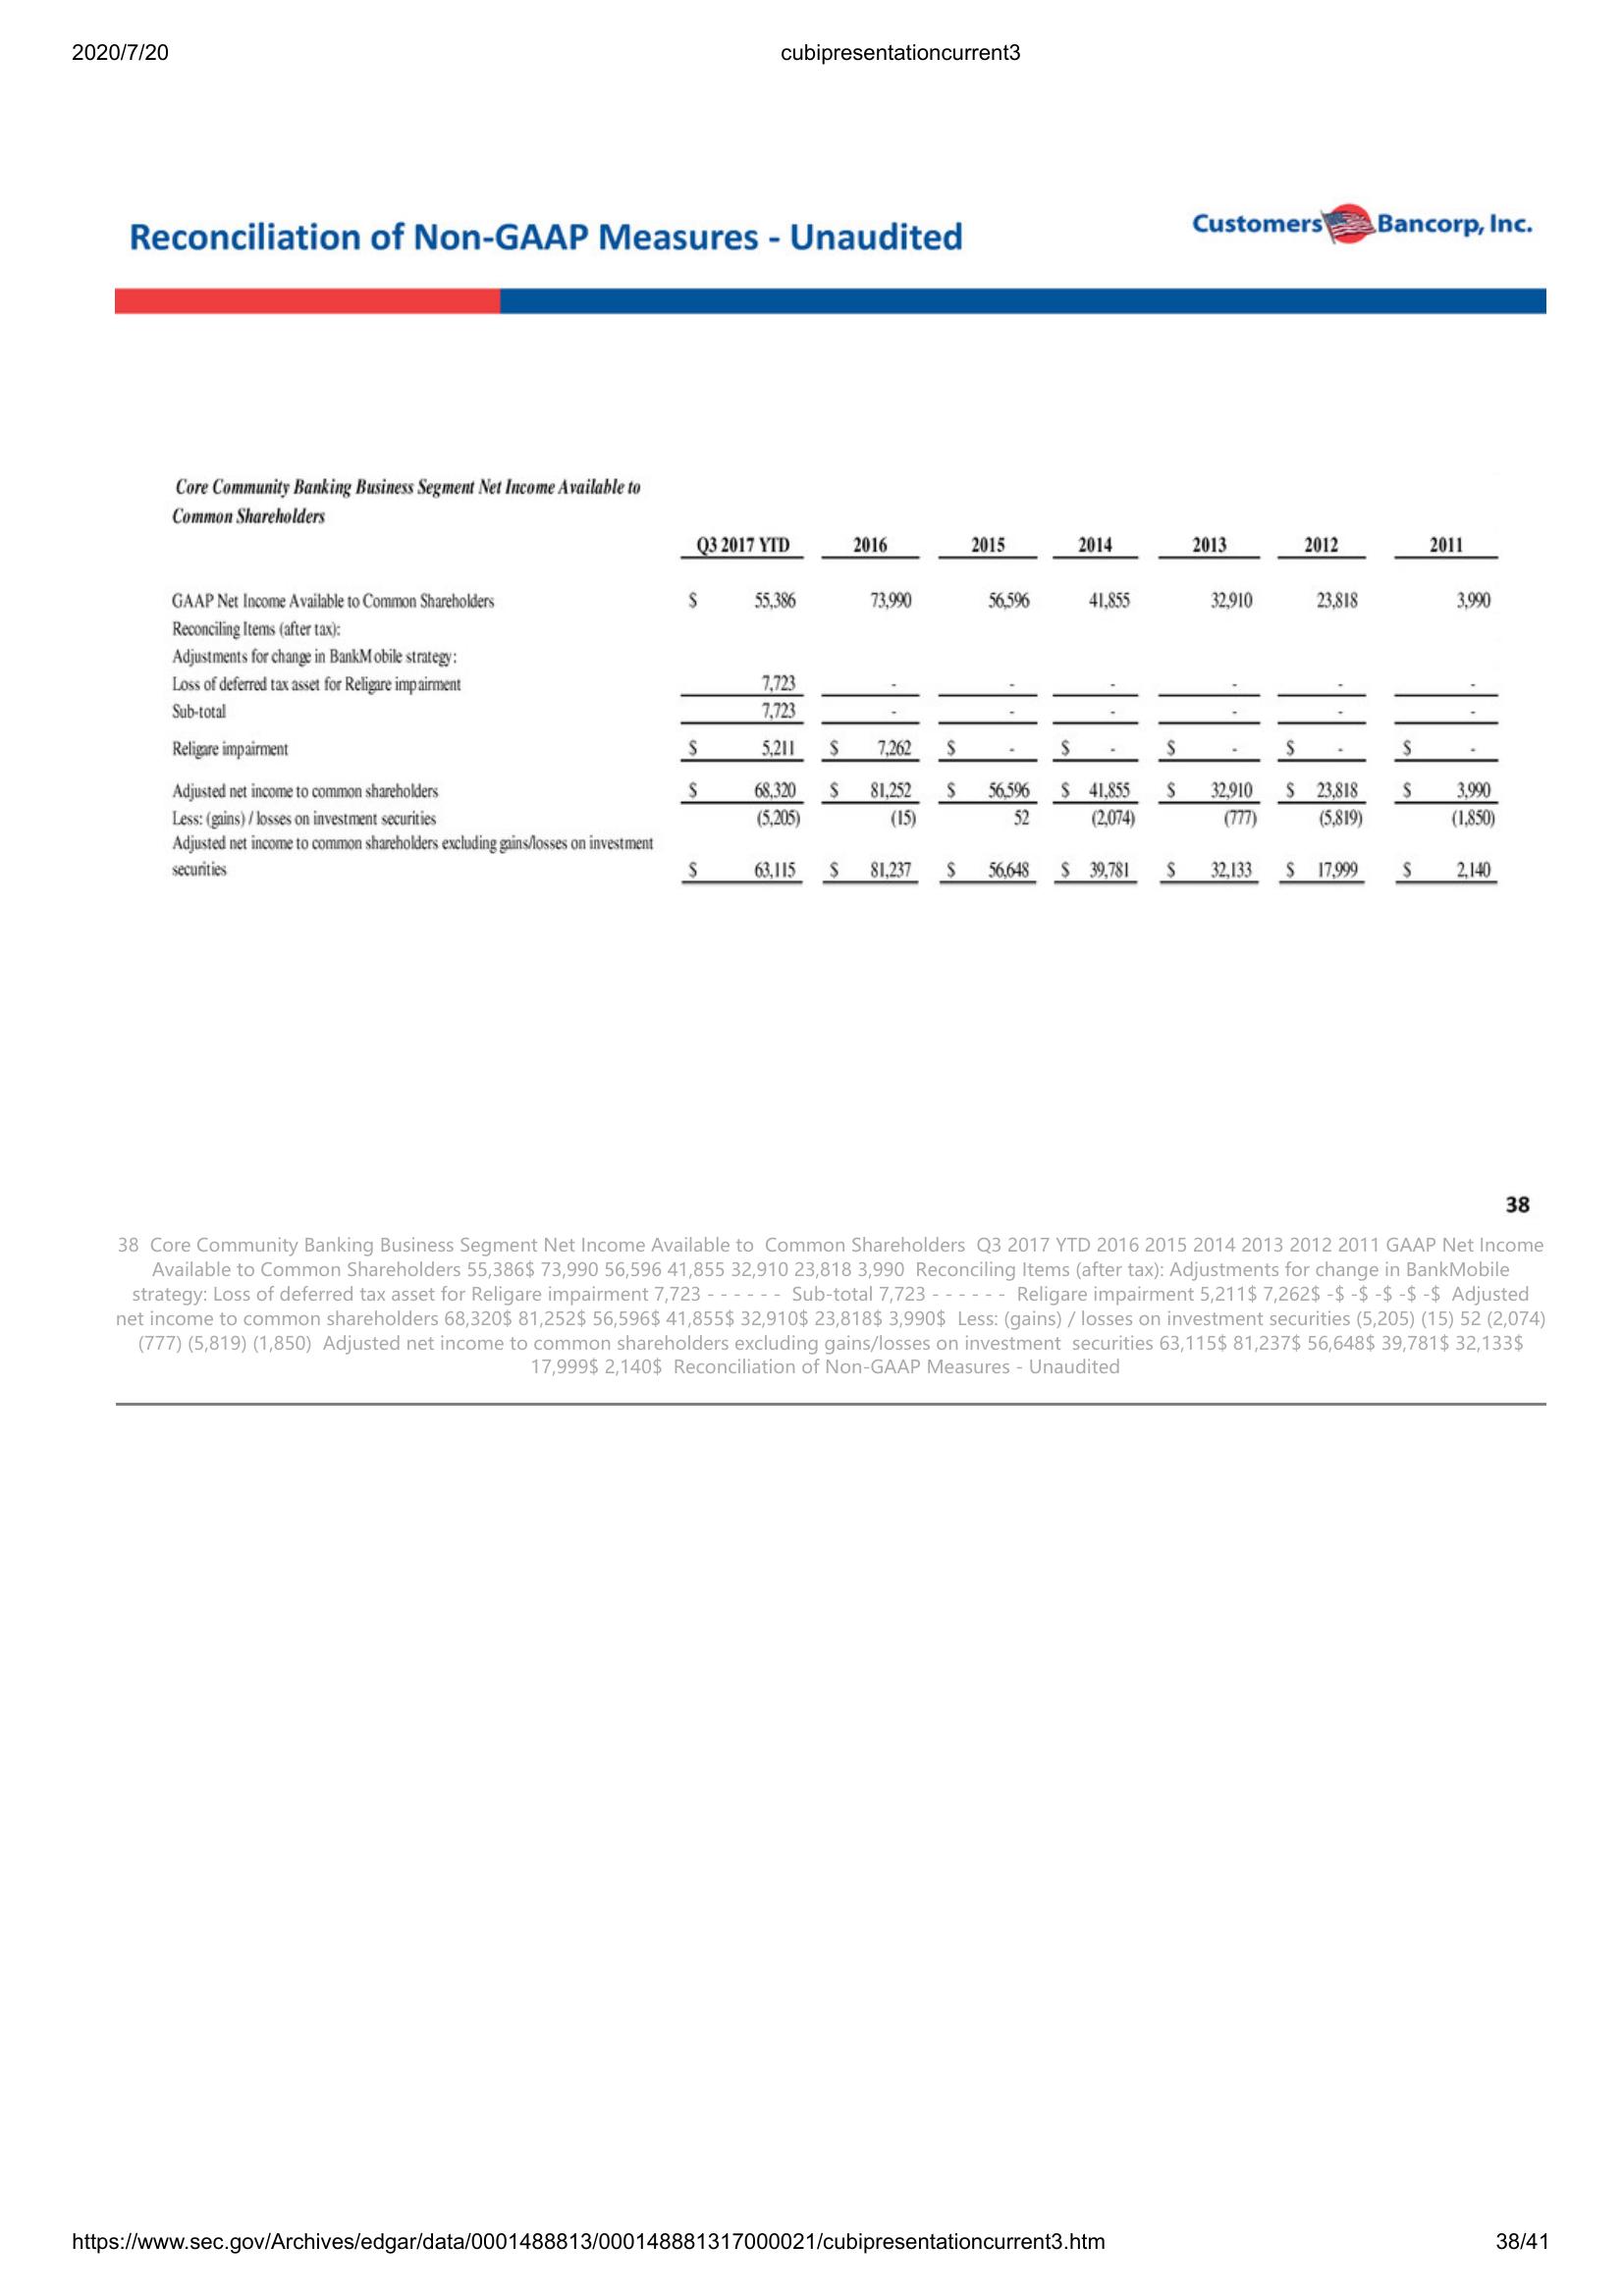 2020/7/20 cubipresentationcurrent3
Reconciliation of Non-GAAP Measures - Unaudited
Customers Bancorp, Inc.
Core Community Banking Business Segment Net Income Available to
Common Shareholders
Q3 2017 YTD 2016 2015 2014 2013 2012 2011
GAAP Net Income Available to Common Shareholders $ 55,386 73,990 56,596 41,855 32,910 23,818 3,990
Reconciling Items (after tax):
Adjustments for change in BankMobile strategy:
Loss of deferred tax asset for Religare impairment 7,723 - - - - - -
Sub-total 7,723 - - - - - -
Religare impairment $ 5,211 $ 7,262 $ - $ - $ - $ - $ -
Adjusted net income to common shareholders $ 68,320 $ 81,252 $ 56,596 $ 41,855 $ 32,910 $ 23,818 $ 3,990
Less: (gains) / losses on investment securities (5,205) (15) 52 (2,074) (777) (5,819) (1,850)
Adjusted net income to common shareholders excluding gains/losses on investment
securities $ 63,115 $ 81,237 $ 56,648 $ 39,781 $ 32,133 $ 17,999 $ 2,140
38
38 Core Community Banking Business Segment Net Income Available to Common Shareholders Q3 2017 YTD 2016 2015 2014 2013 2012 2011 GAAP Net Income
Available to Common Shareholders 55,386$ 73,990 56,596 41,855 32,910 23,818 3,990 Reconciling Items (after tax): Adjustments for change in BankMobile
strategy: Loss of deferred tax asset for Religare impairment 7,723 - - - - - - Sub-total 7,723 - - - - - - Religare impairment 5,211$ 7,262$ -$ -$ -$ -$ -$ Adjusted
net income to common shareholders 68,320$ 81,252$ 56,596$ 41,855$ 32,910$ 23,818$ 3,990$ Less: (gains) / losses on investment securities (5,205) (15) 52 (2,074)
(777) (5,819) (1,850) Adjusted net income to common shareholders excluding gains/losses on investment securities 63,115$ 81,237$ 56,648$ 39,781$ 32,133$
17,999$ 2,140$ Reconciliation of Non-GAAP Measures - Unaudited
https://www.sec.gov/Archives/edgar/data/0001488813/000148881317000021/cubipresentationcurrent3.htm 38/41